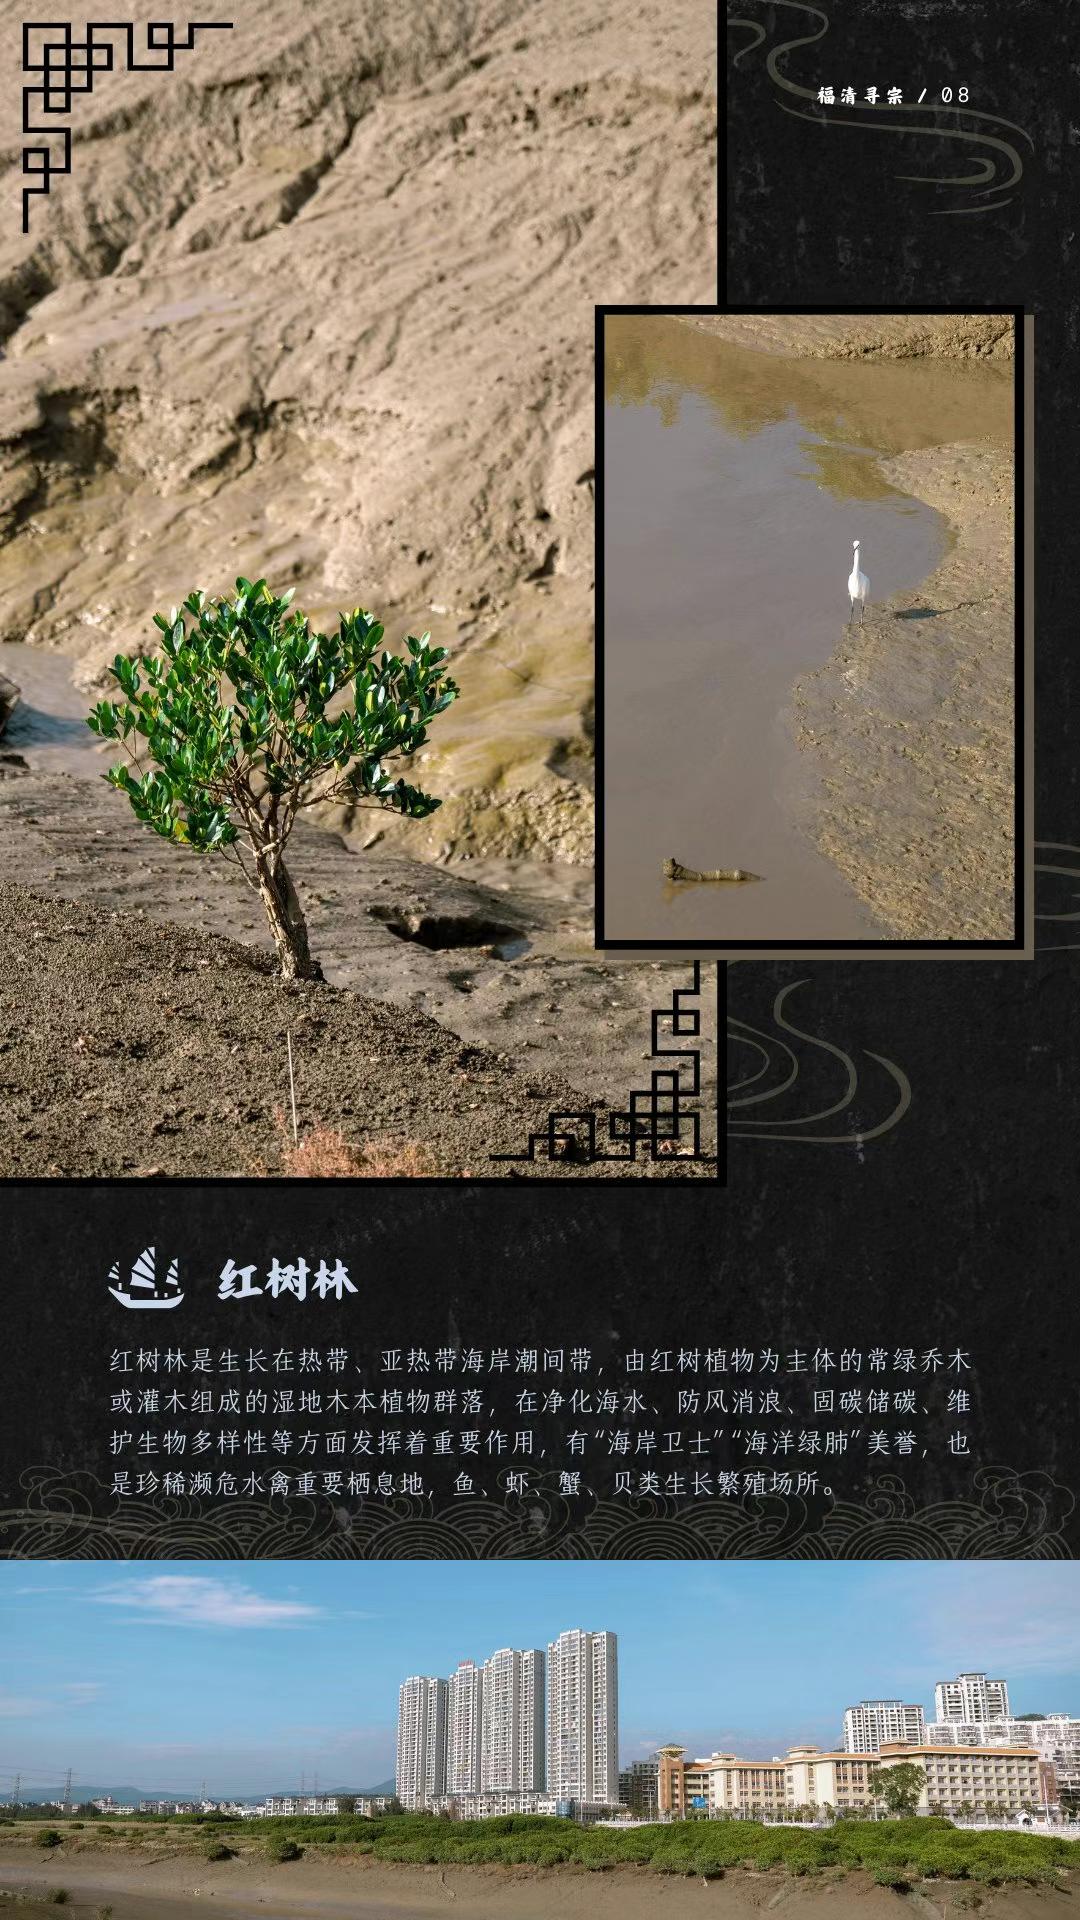 福清寻宗 / 08
红树林
红树林是生长在热带、亚热带海岸潮间带，由红树植物为主体的常绿乔木
或灌木组成的湿地木本植物群落，在净化海水、防风消浪、固碳储碳、维
护生物多样性等方面发挥着重要作用，有“海岸卫士”“海洋绿肺”美誉，也
是珍稀濒危水禽重要栖息地，鱼、虾、蟹、贝类生长繁殖场所。